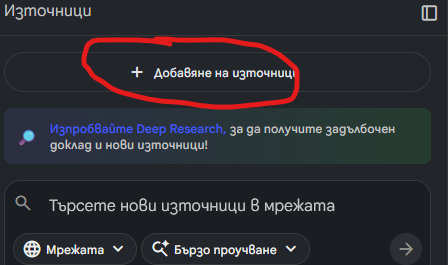 Източници
+ Добавяне на източници
Изпробвайте Deep Research, за да получите задълбочен
доклад и нови източници!
Търсете нови източници в мрежата
Мрежата
Бързо проучване